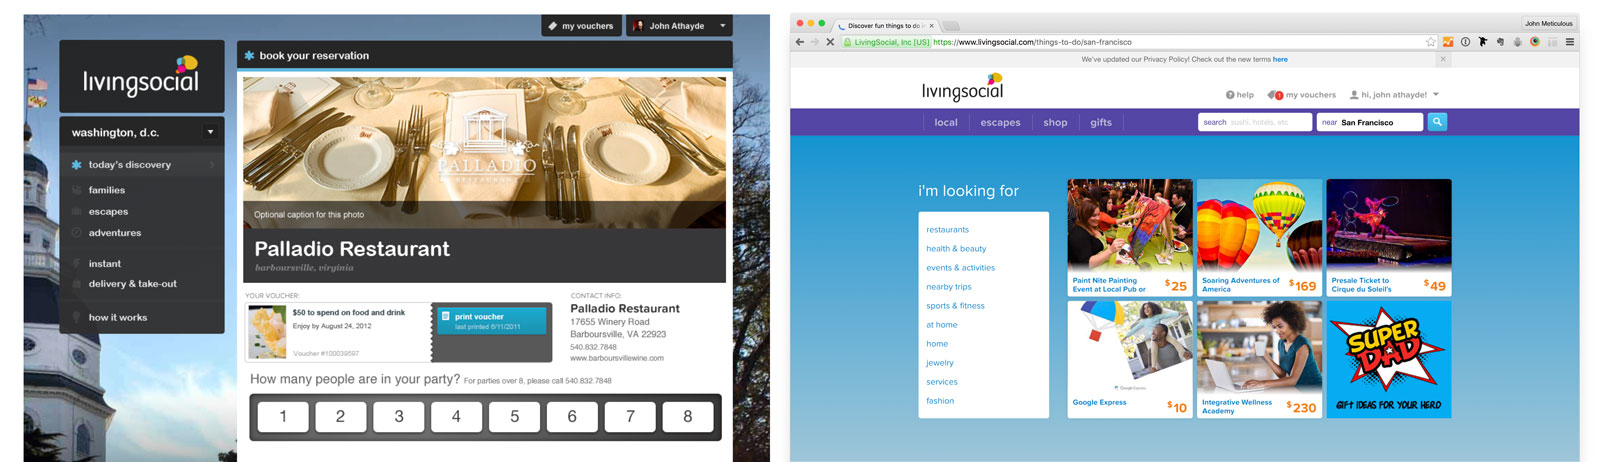 my vouchers
John Athayde
livingsocial
book your reservation
washington, d.c.
today's discovery
families
escapes
adventures
instant
delivery & take-out
how it works
PALLADIO
Optional caption for this photo
Palladio Restaurant
barboursville, virginia
YOUR VOUCHER:
$50 to spend on food and drink
Enjoy by August 24, 2012
Voucher #100039597
print voucher
last printed 6/11/2011
CONTACT INFO:
Palladio Restaurant
17655 Winery Road
Barboursville, VA 22923
540.832.7848
www.barboursvillewine.com
How many people are in your party? For parties over 8, please call 540.832.7848
1 2 3 4 5 6 7 8
Discover fun things to do in
John Meticulous
LivingSocial, Inc [US] https://www.livingsocial.com/things-to-do/san-francisco
We've updated our Privacy Policy! Check out the new terms here
livingsocial
help
1
my vouchers
hi, john athayde!
local
escapes
shop
gifts
search sushi, hotels, etc
near San Francisco
i'm looking for
restaurants
health & beauty
events & activities
nearby trips
sports & fitness
at home
home
jewelry
services
fashion
Paint Nite Painting
Event at Local Pub or
$25
Soaring Adventures of
America
$169
Presale Ticket to
Cirque du Soleil's
$49
Google Express
Google Express
$10
Integrative Wellness
Academy
$230
SUPER
DAD
GIFT IDEAS FOR YOUR HERO